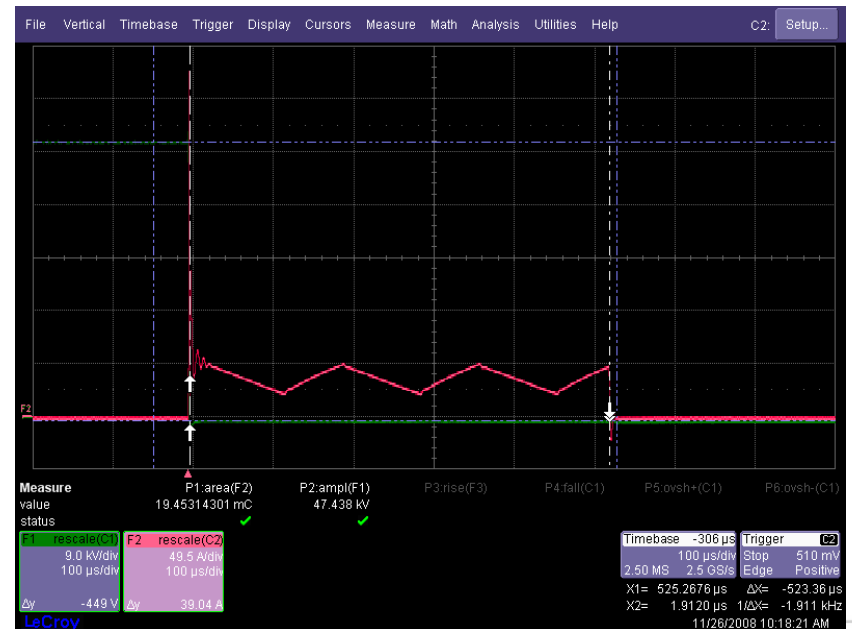 File Vertical Timebase Trigger Display Cursors Measure Math Analysis Utilities Help C2: Setup...
F2
Measure P1:area(F2) P2:ampl(F1) P3:rise(F3) P4:fall(C1) P5:ovsh+(C1) P6:ovsh-(C1)
value 19.45314301 mC 47.438 kV
status
F1 rescale(C1) F2 rescale(C2) Timebase -306 µs Trigger C2
9.0 kV/div 49.5 A/div 100 µs/div Stop 510 mV
100 µs/div 100 µs/div 2.50 MS 2.5 GS/s Edge Positive
X1= 525.2676 µs ΔX= -523.36 µs
Δy -449 V Δy 39.04 A X2= 1.9120 µs 1/ΔX= -1.911 kHz
LeCroy 11/26/2008 10:18:21 AM